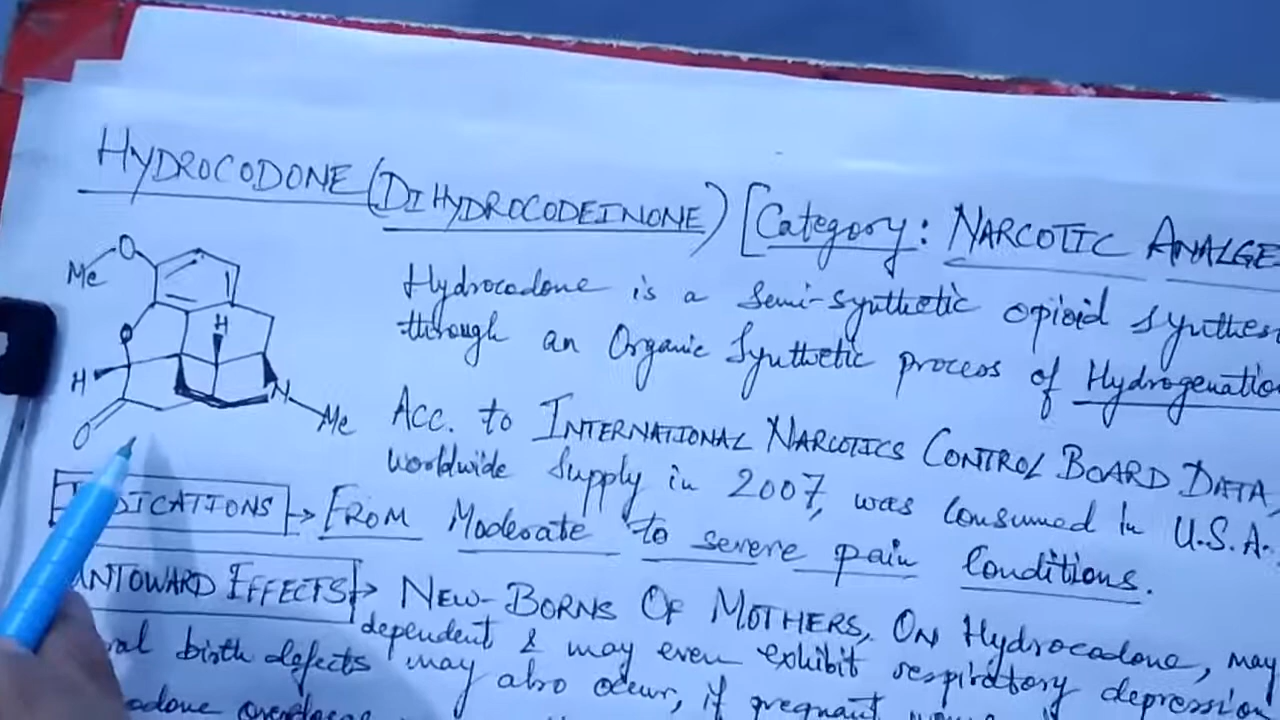 HYDROCODONE (DIHYDROCODEINONE) [Category: NARCOTIC ANALGE
Hydrocodone is a Semi-synthetic opioid synthes
through an Organic Synthetic process of Hydrogenatio
Acc. to INTERNATIONAL NARCOTICS CONTROL BOARD DATA,
worldwide supply in 2007, was consumed in U.S.A.
INDICATIONS → FROM Moderate to severe pain Conditions.
UNTOWARD EFFECTS → NEW-BORNS OF MOTHERS, ON Hydrocodone, may
dependent & may even exhibit respiratory depression
birth defects may also occur, if pregnant
O
Me
O
H
H
N
Me
O